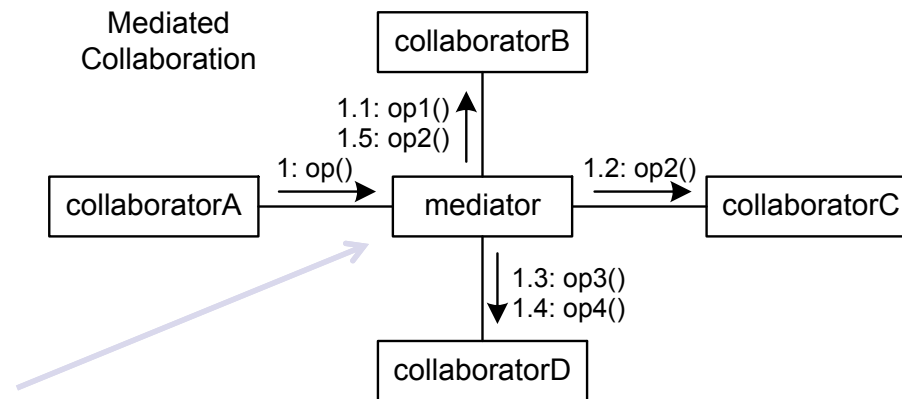 Mediated
Collaboration
collaboratorB
1.1: op1()
1.5: op2()
1: op()
1.2: op2()
collaboratorA
mediator
collaboratorC
1.3: op3()
1.4: op4()
collaboratorD